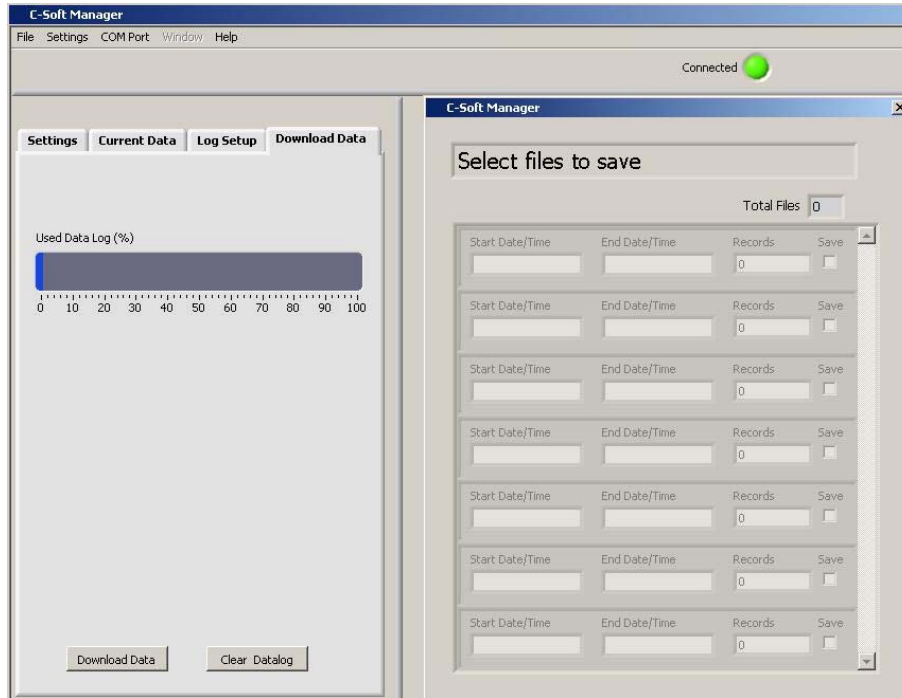 C-Soft Manager
File Settings COM Port Window Help
Connected
Settings Current Data Log Setup Download Data
Used Data Log (%)
0 10 20 30 40 50 60 70 80 90 100
Download Data Clear Datalog
C-Soft Manager
Select files to save
Total Files 0
Start Date/Time End Date/Time Records Save
0
Start Date/Time End Date/Time Records Save
0
Start Date/Time End Date/Time Records Save
0
Start Date/Time End Date/Time Records Save
0
Start Date/Time End Date/Time Records Save
0
Start Date/Time End Date/Time Records Save
0
Start Date/Time End Date/Time Records Save
0